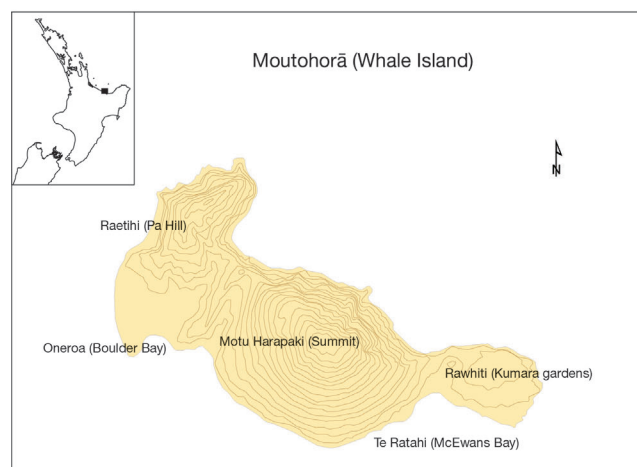 Moutohorā (Whale Island)
N
Raetihi (Pa Hill)
Oneroa (Boulder Bay)
Motu Harapaki (Summit)
Rawhiti (Kumara gardens)
Te Ratahi (McEwans Bay)